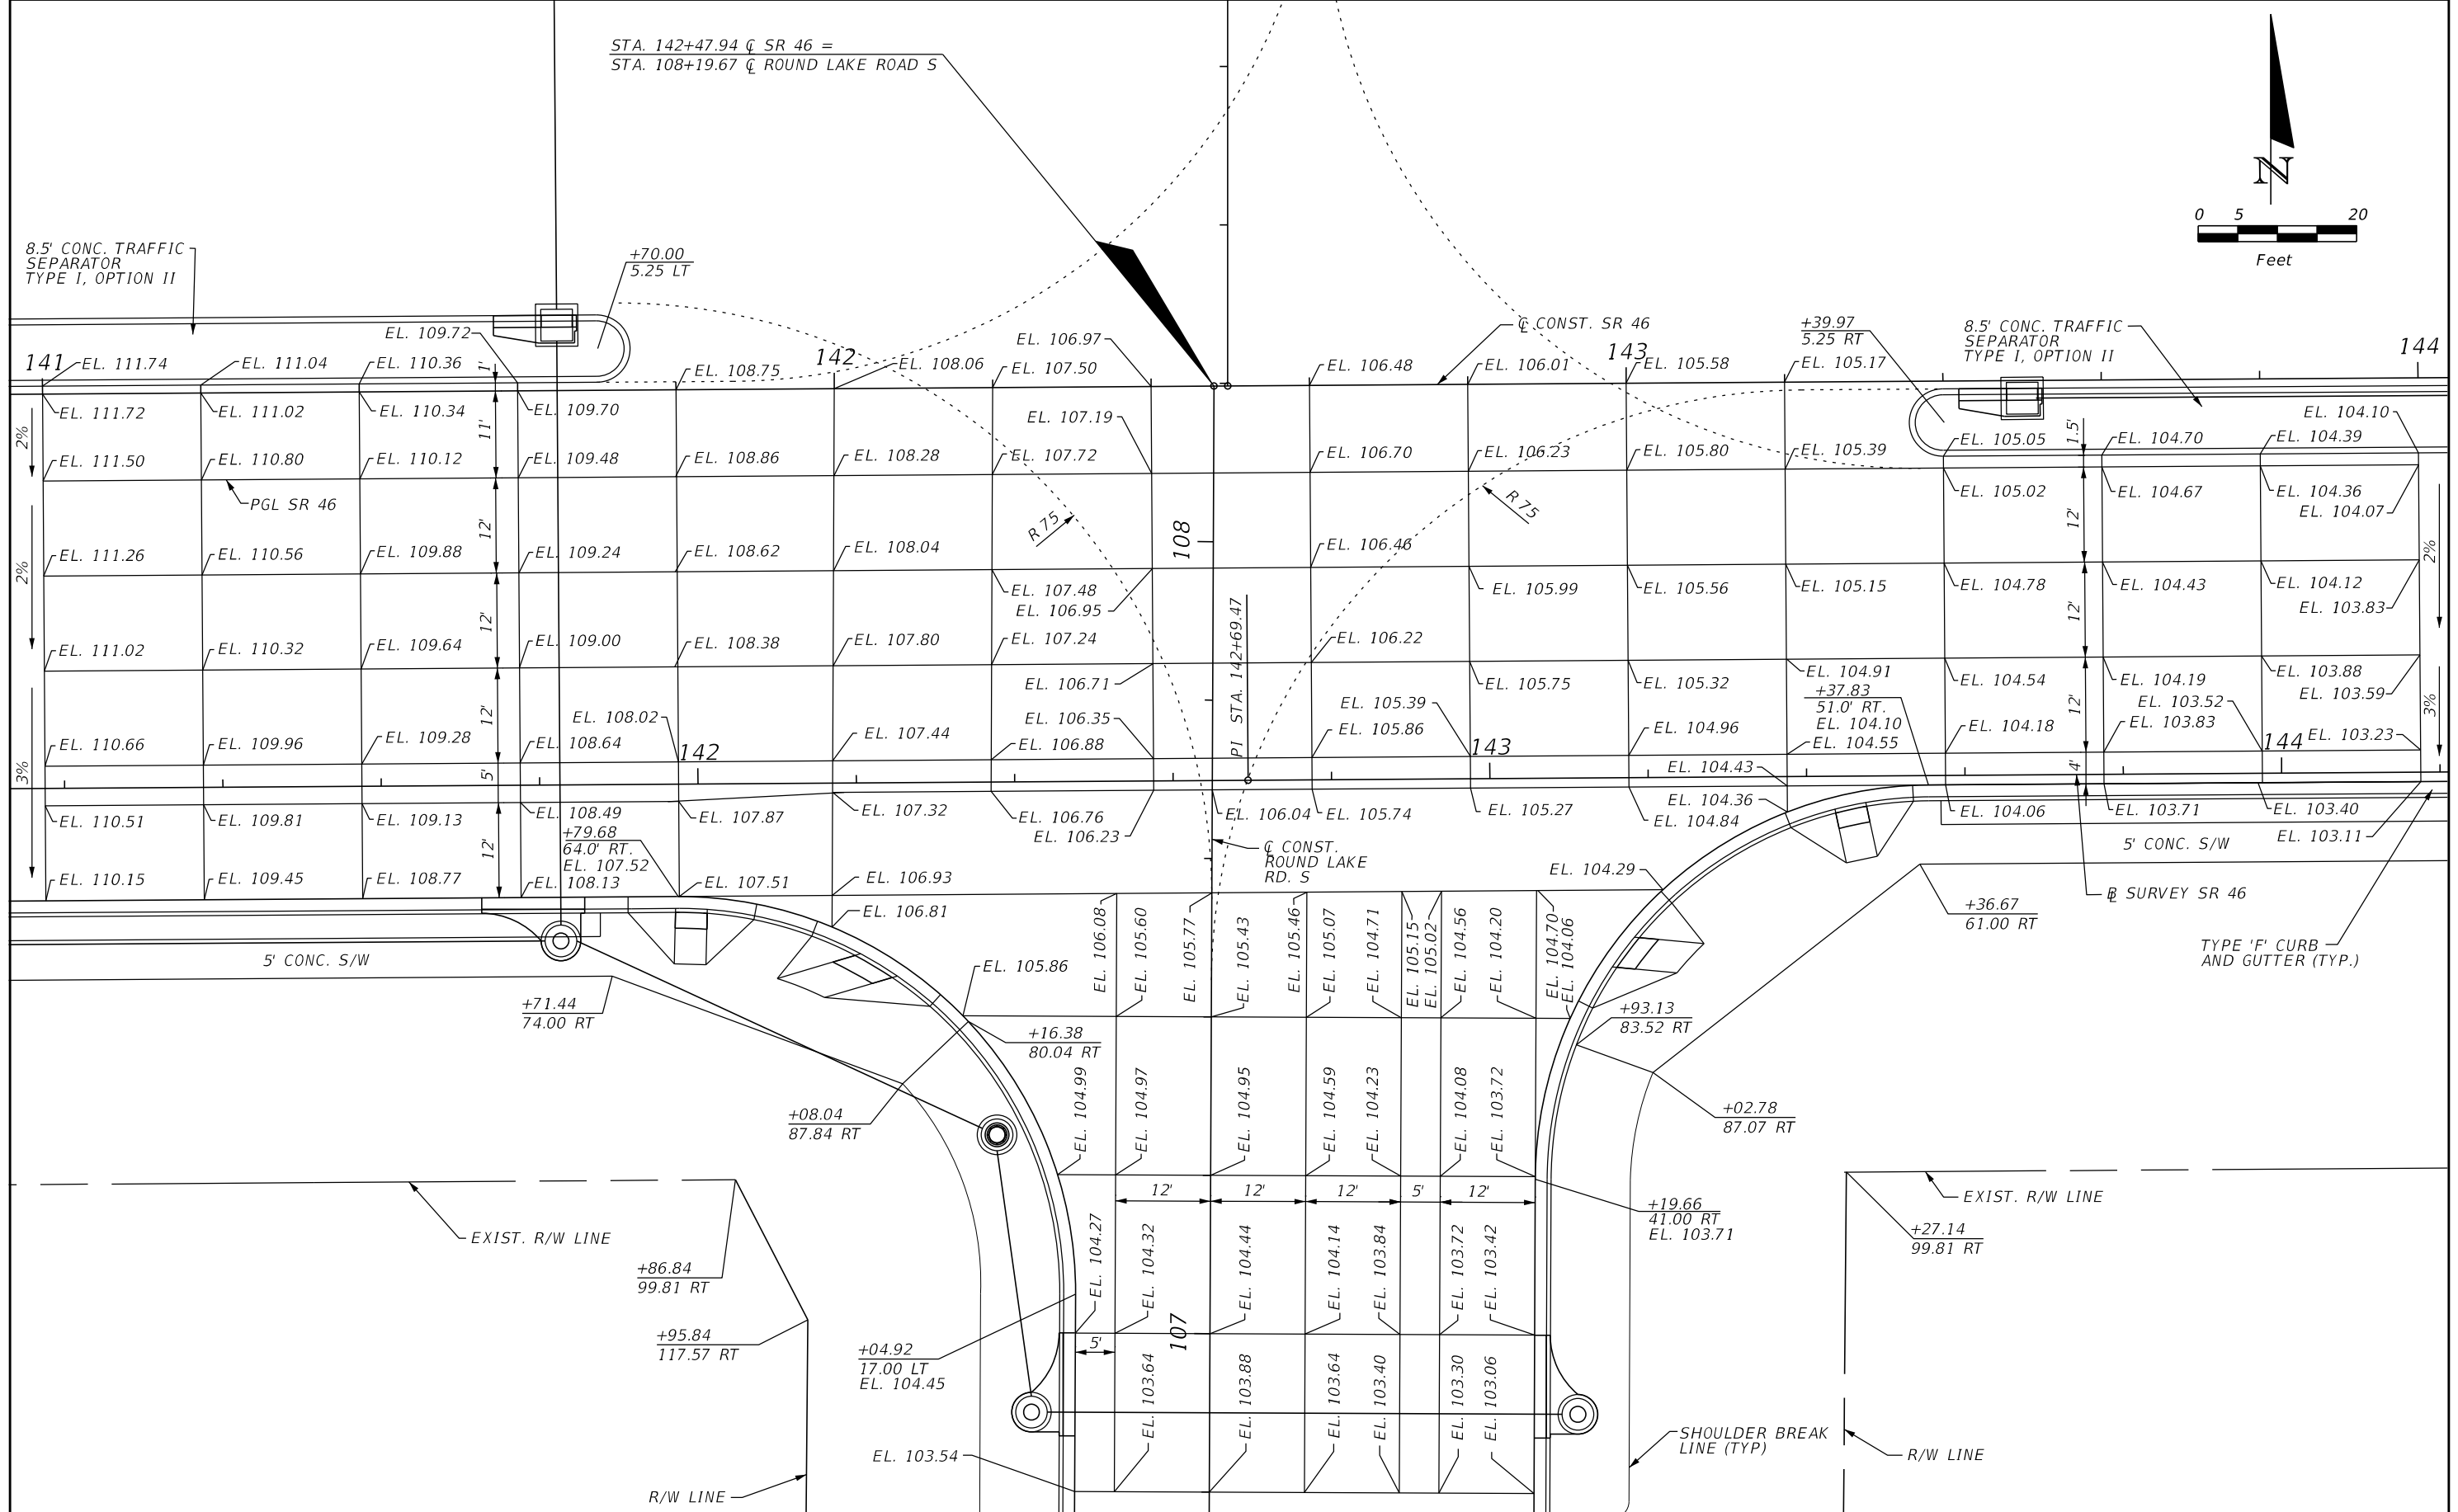 STA. 142+47.94 ℄ SR 46 =
STA. 108+19.67 ℄ ROUND LAKE ROAD S
N
0 5 20
Feet
8.5' CONC. TRAFFIC
SEPARATOR
TYPE I, OPTION II
+70.00
5.25 LT
EL. 109.72
EL. 106.97
℄ CONST. SR 46
+39.97
5.25 RT
8.5' CONC. TRAFFIC
SEPARATOR
TYPE I, OPTION II
141
EL. 111.74
EL. 111.04
EL. 110.36
1'
EL. 108.75
142
EL. 108.06
EL. 107.50
EL. 106.48
EL. 106.01
143
EL. 105.58
EL. 105.17
144
EL. 111.72
EL. 111.02
EL. 110.34
EL. 109.70
EL. 107.19
EL. 104.10
2%
11'
EL. 111.50
EL. 110.80
EL. 110.12
EL. 109.48
EL. 108.86
EL. 108.28
EL. 107.72
EL. 106.70
EL. 106.23
EL. 105.80
EL. 105.39
EL. 105.05
1.5'
EL. 104.70
EL. 104.39
PGL SR 46
EL. 105.02
EL. 104.67
EL. 104.36
EL. 104.07
R 75
R 75
108
12'
12'
2%
2%
EL. 111.26
EL. 110.56
EL. 109.88
EL. 109.24
EL. 108.62
EL. 108.04
EL. 107.48
EL. 106.95
EL. 106.46
EL. 105.99
EL. 105.56
EL. 105.15
EL. 104.78
EL. 104.43
EL. 104.12
EL. 103.83
12'
12'
PI STA. 142+69.47
EL. 111.02
EL. 110.32
EL. 109.64
EL. 109.00
EL. 108.38
EL. 107.80
EL. 107.24
EL. 106.71
EL. 106.22
EL. 105.75
EL. 105.32
EL. 104.91
EL. 104.54
EL. 104.19
EL. 103.88
EL. 103.59
+37.83
51.0' RT.
EL. 104.10
12'
12'
3%
3%
EL. 110.66
EL. 109.96
EL. 109.28
EL. 108.64
EL. 108.02
142
EL. 107.44
EL. 106.35
EL. 106.88
EL. 105.39
EL. 105.86
143
EL. 104.96
EL. 104.55
EL. 104.18
EL. 103.52
EL. 103.83
144
EL. 103.23
5'
4'
EL. 104.43
EL. 104.36
EL. 110.51
EL. 109.81
EL. 109.13
EL. 108.49
EL. 107.87
EL. 107.32
EL. 106.76
EL. 106.23
EL. 106.04
EL. 105.74
EL. 105.27
EL. 104.84
EL. 104.06
EL. 103.71
EL. 103.40
EL. 103.11
+79.68
64.0' RT.
EL. 107.52
12'
℄ CONST.
ROUND LAKE
RD. S
5' CONC. S/W
EL. 110.15
EL. 109.45
EL. 108.77
EL. 108.13
EL. 107.51
EL. 106.93
EL. 104.29
EL. 106.81
B̷L SURVEY SR 46
+36.67
61.00 RT
TYPE 'F' CURB
AND GUTTER (TYP.)
5' CONC. S/W
EL. 105.86
EL. 106.08
EL. 105.60
EL. 105.77
EL. 105.43
EL. 105.46
EL. 105.07
EL. 104.71
EL. 105.15
EL. 105.02
EL. 104.56
EL. 104.20
EL. 104.70
EL. 104.06
+71.44
74.00 RT
+16.38
80.04 RT
+93.13
83.52 RT
+08.04
87.84 RT
+02.78
87.07 RT
EL. 104.99
EL. 104.97
EL. 104.95
EL. 104.59
EL. 104.23
EL. 104.08
EL. 103.72
12'
12'
12'
5'
12'
EXIST. R/W LINE
EXIST. R/W LINE
+19.66
41.00 RT
EL. 103.71
+27.14
99.81 RT
+86.84
99.81 RT
EL. 104.27
EL. 104.32
EL. 104.44
EL. 104.14
EL. 103.84
EL. 103.72
EL. 103.42
+95.84
117.57 RT
+04.92
17.00 LT
EL. 104.45
5'
107
EL. 103.64
EL. 103.88
EL. 103.64
EL. 103.40
EL. 103.30
EL. 103.06
EL. 103.54
SHOULDER BREAK
LINE (TYP)
R/W LINE
R/W LINE